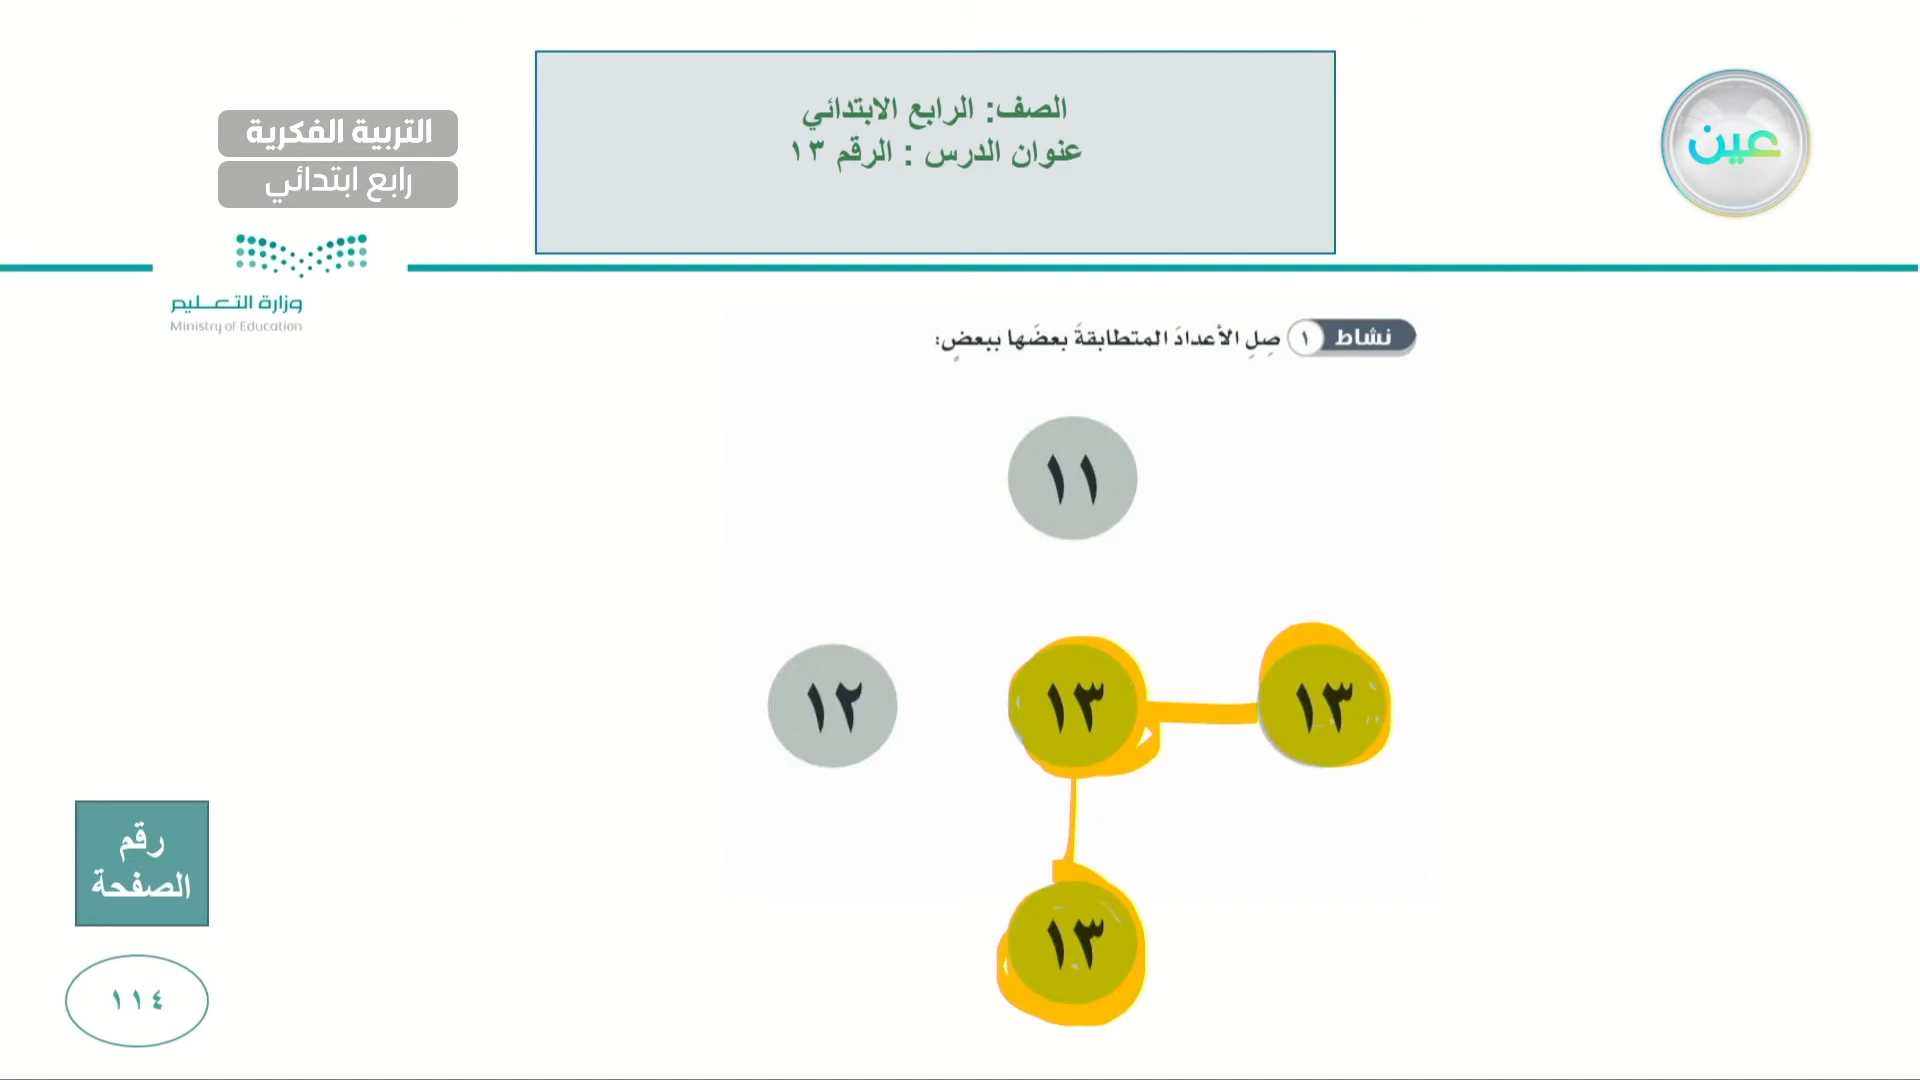 الصف: الرابع الابتدائي
عنوان الدرس : الرقم ١٣
عين
التربية الفكرية
رابع ابتدائي
وزارة التعـــليم
Ministry of Education
نشاط ١ صِلِ الأعدادَ المتطابقةَ بعضَها ببعضٍ:
١١
١٣
١٣
١٢
١٣
رقم
الصفحة
١١٤